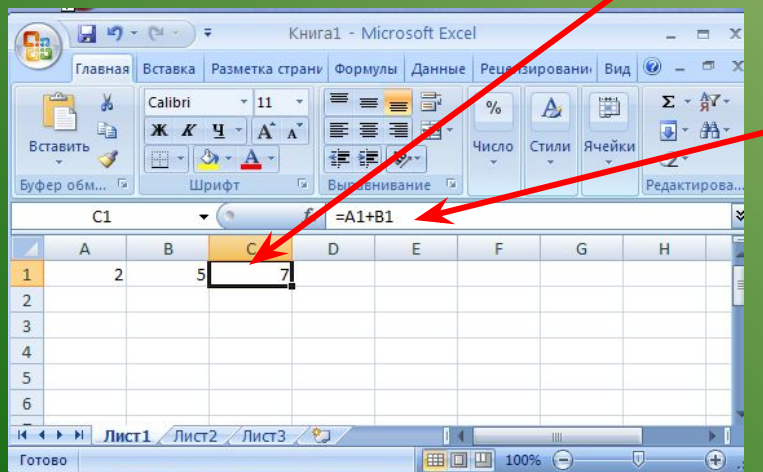 Книга1 - Microsoft Excel
Главная Вставка Разметка страни Формулы Данные Рецензировани Вид
Calibri 11
Ж К Ч
Вставить
Число Стили Ячейки
Буфер обм... Шрифт Выравнивание Редактирова...
C1 =A1+B1
A B C D E F G H
1 2 5 7
2
3
4
5
6
Лист1 Лист2 Лист3
Готово 100%